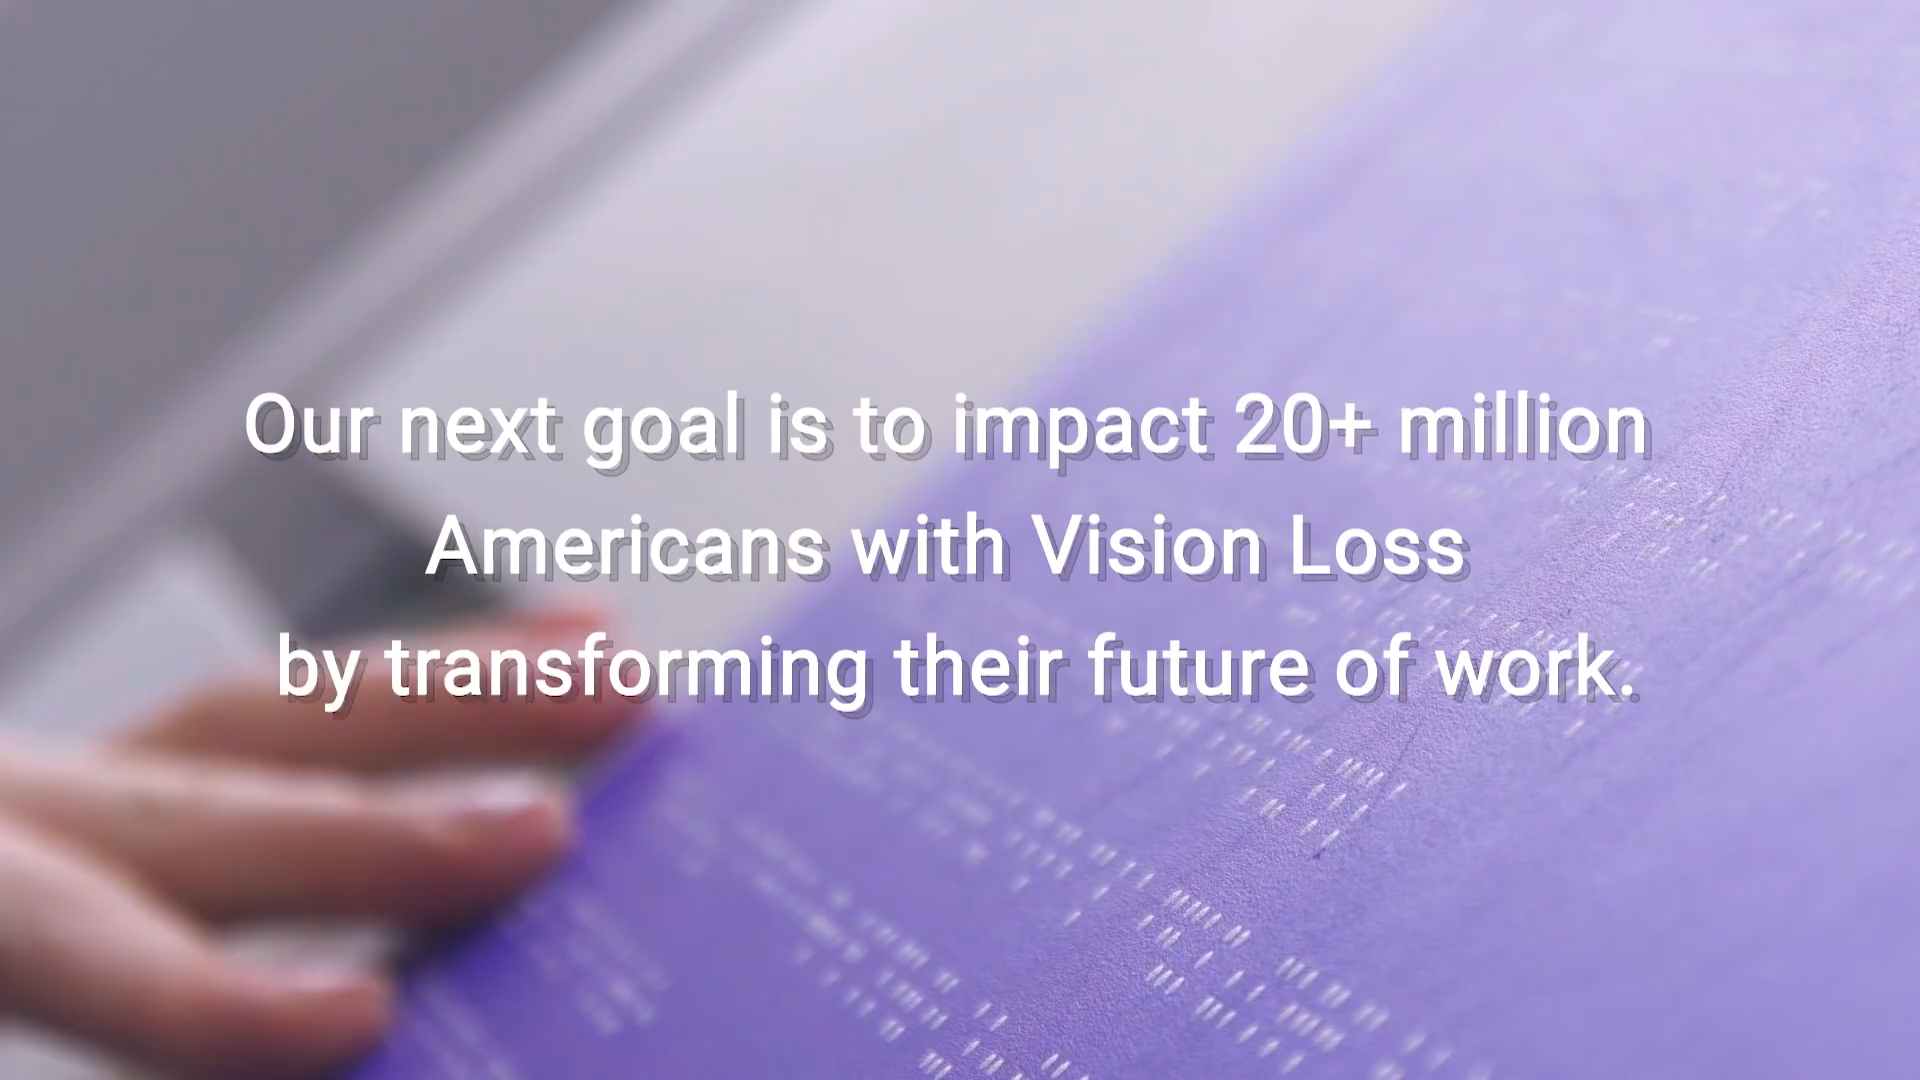 Our next goal is to impact 20+ million
Americans with Vision Loss
by transforming their future of work.